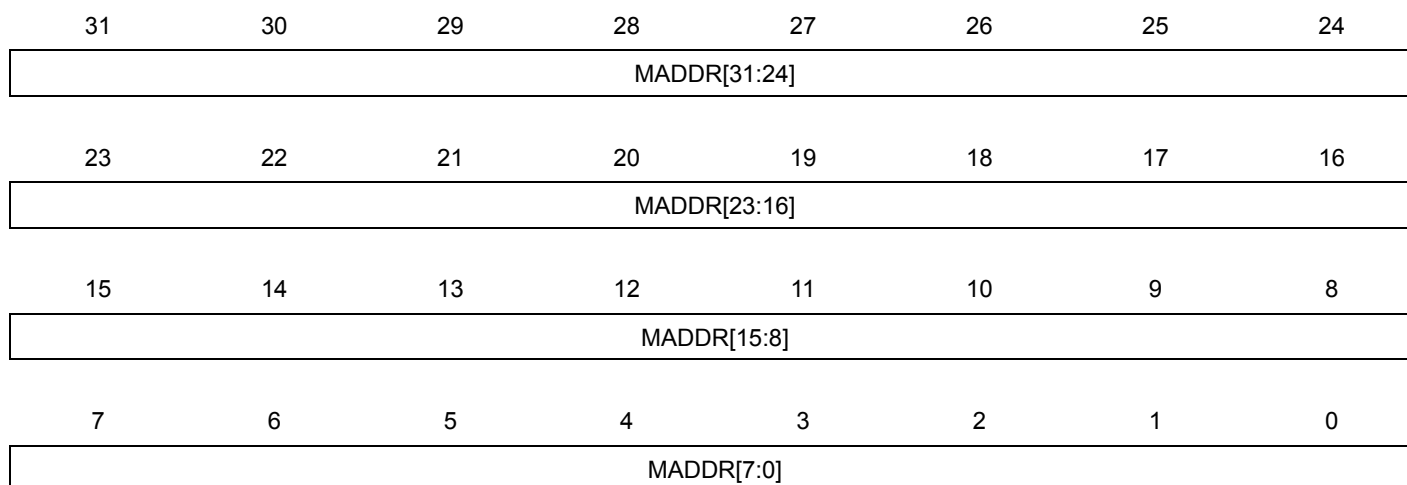 31 30 29 28 27 26 25 24
MADDR[31:24]
23 22 21 20 19 18 17 16
MADDR[23:16]
15 14 13 12 11 10 9 8
MADDR[15:8]
7 6 5 4 3 2 1 0
MADDR[7:0]